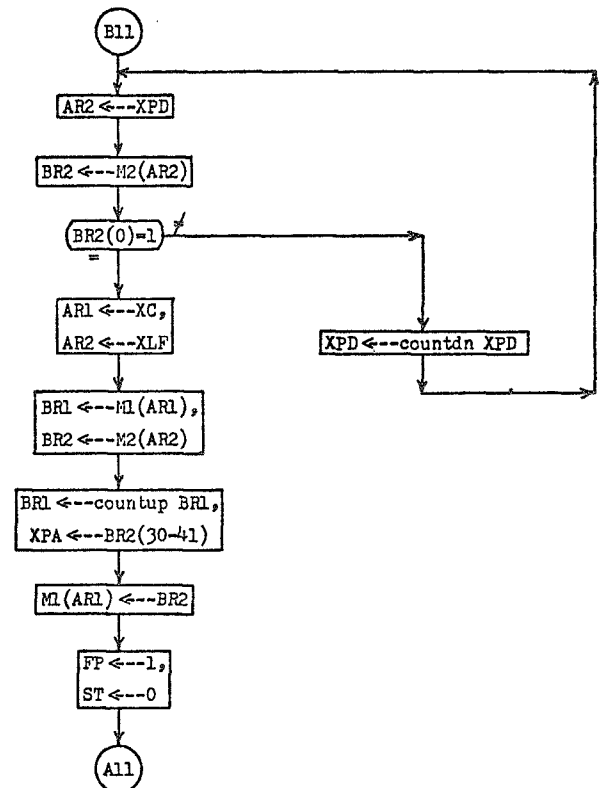 B11
AR2 <---XPD
BR2 <---M2(AR2)
BR2(0)=1 ≠
=
AR1 <---XC,
AR2 <---XLF
XPD <---countdn XPD
BR1 <---M1(AR1),
BR2 <---M2(AR2)
BR1 <---countup BR1,
XPA <---BR2(30-41)
M1(AR1) <---BR2
FP <---1,
ST <---0
A11